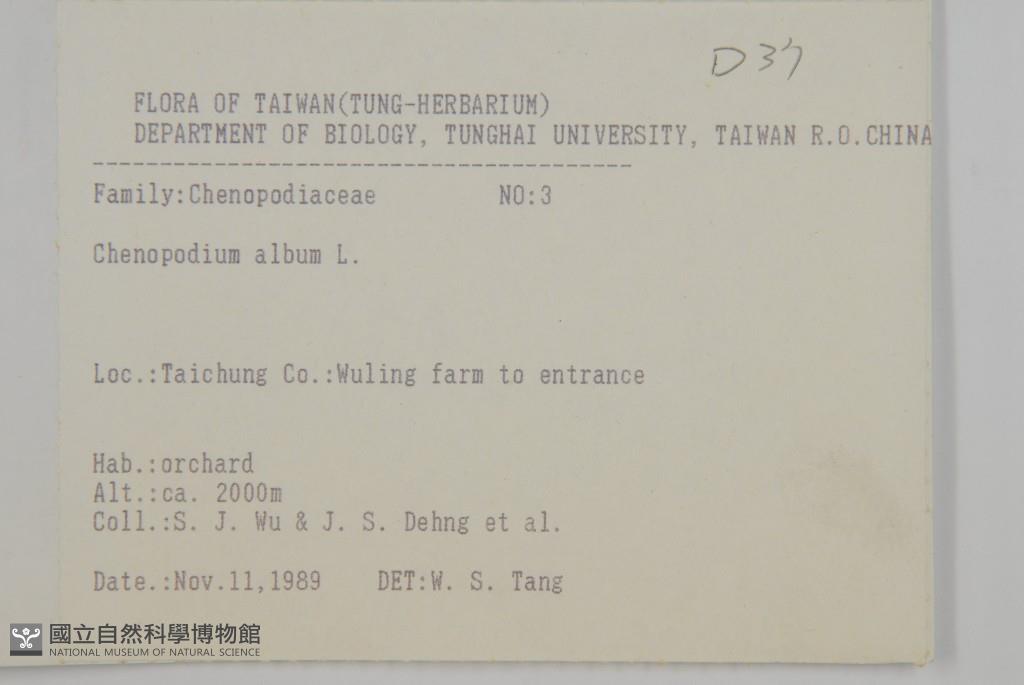 D37
FLORA OF TAIWAN(TUNG-HERBARIUM)
DEPARTMENT OF BIOLOGY, TUNGHAI UNIVERSITY, TAIWAN R.O.CHINA
----------------------------------------
Family:Chenopodiaceae NO:3
Chenopodium album L.
Loc.:Taichung Co.:Wuling farm to entrance
Hab.:orchard
Alt.:ca. 2000m
Coll.:S. J. Wu & J. S. Dehng et al.
Date.:Nov.11,1989 DET:W. S. Tang
國立自然科學博物館
NATIONAL MUSEUM OF NATURAL SCIENCE